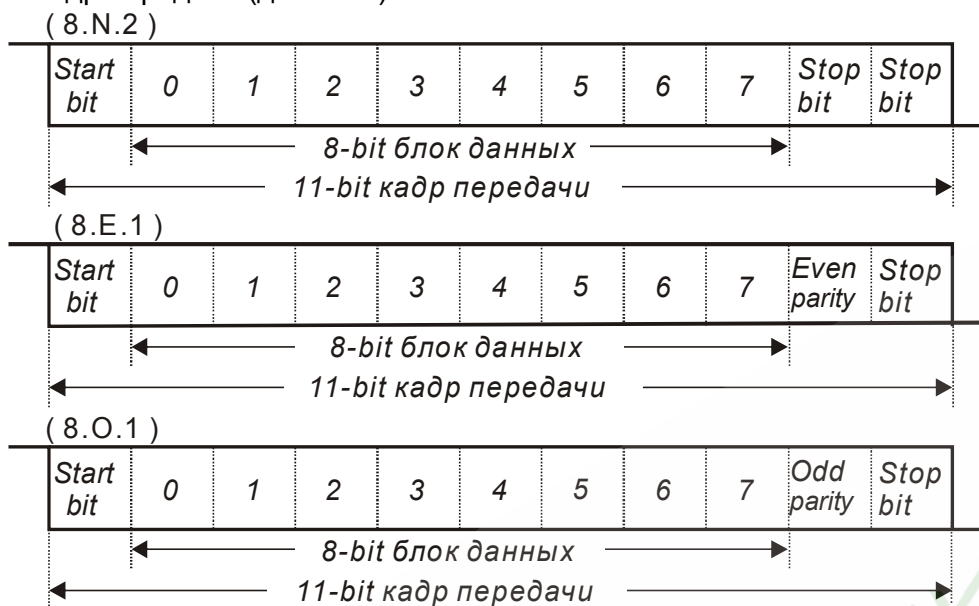 ( 8.N.2 )
Start bit 0 1 2 3 4 5 6 7 Stop bit Stop bit
8-bit блок данных
11-bit кадр передачи
( 8.E.1 )
Start bit 0 1 2 3 4 5 6 7 Even parity Stop bit
8-bit блок данных
11-bit кадр передачи
( 8.O.1 )
Start bit 0 1 2 3 4 5 6 7 Odd parity Stop bit
8-bit блок данных
11-bit кадр передачи